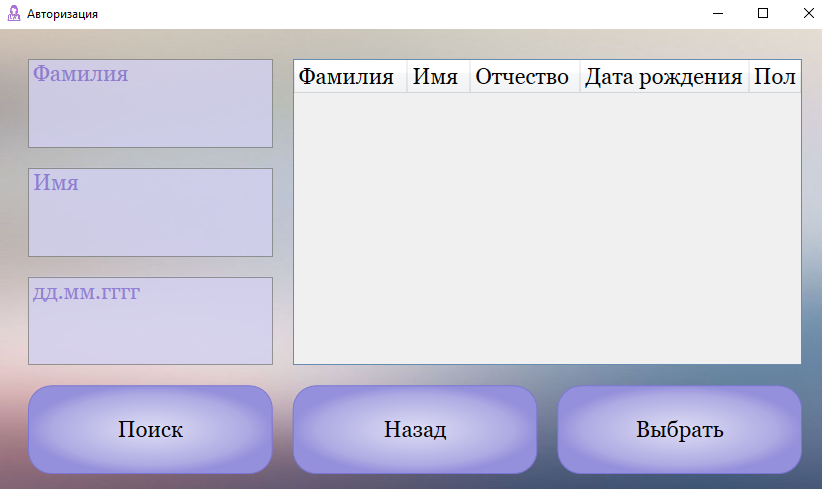 Авторизация
Фамилия
Имя
дд.мм.гггг
Фамилия Имя Отчество Дата рождения Пол
Поиск Назад Выбрать